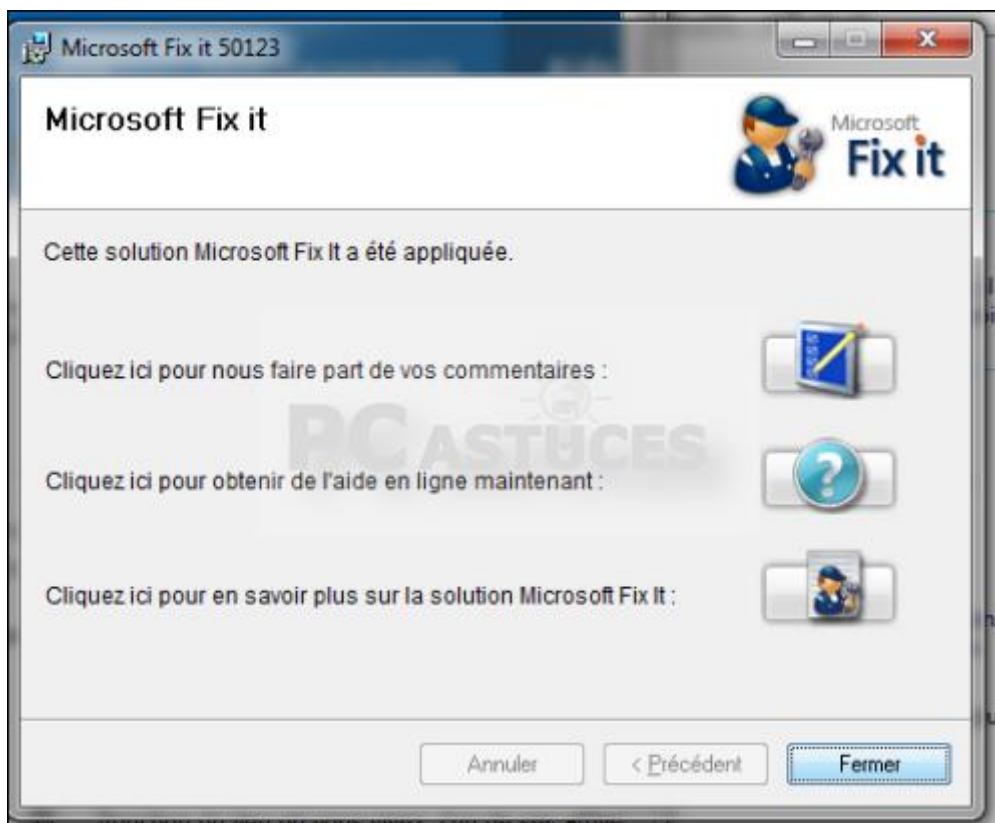 Microsoft Fix it 50123
Microsoft Fix it
Microsoft
Fix it
Cette solution Microsoft Fix It a été appliquée.
Cliquez ici pour nous faire part de vos commentaires :
PC ASTUCES
Cliquez ici pour obtenir de l'aide en ligne maintenant :
Cliquez ici pour en savoir plus sur la solution Microsoft Fix It :
Annuler
< Précédent
Fermer